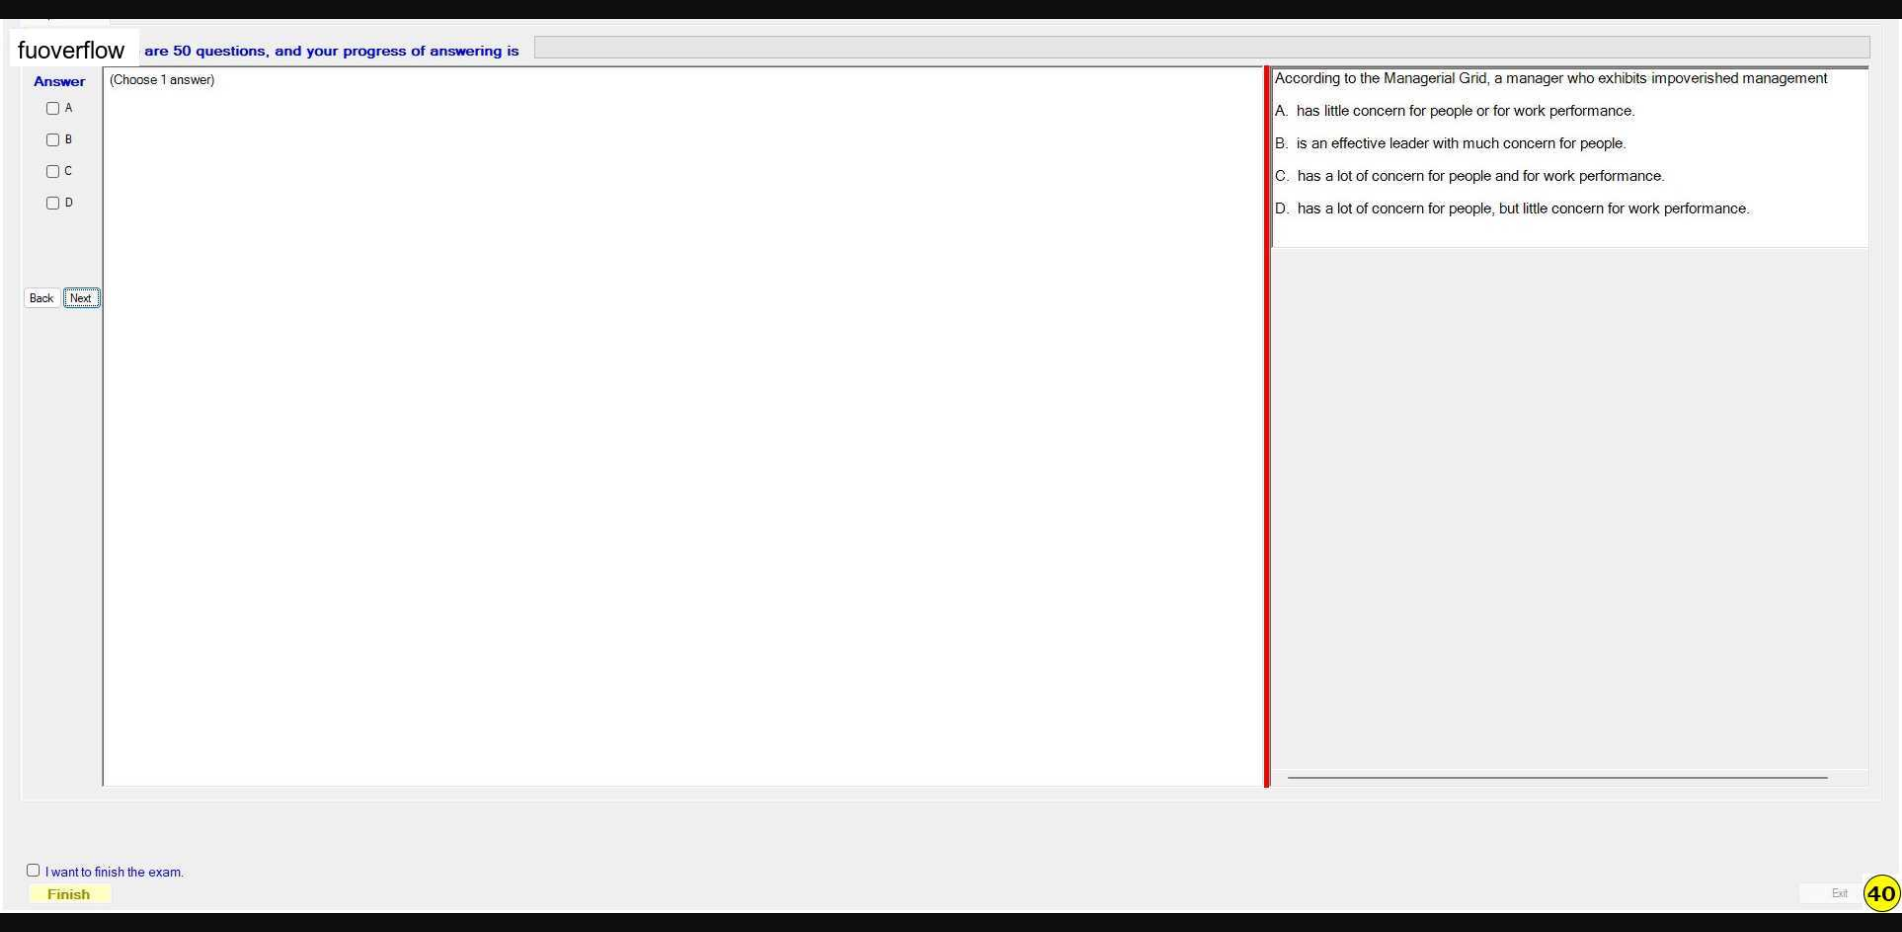 fuoverflow are 50 questions, and your progress of answering is
Answer
(Choose 1 answer)
A
B
C
D
Back Next
According to the Managerial Grid, a manager who exhibits impoverished management
A. has little concern for people or for work performance.
B. is an effective leader with much concern for people.
C. has a lot of concern for people and for work performance.
D. has a lot of concern for people, but little concern for work performance.
I want to finish the exam.
Finish
Exit
40